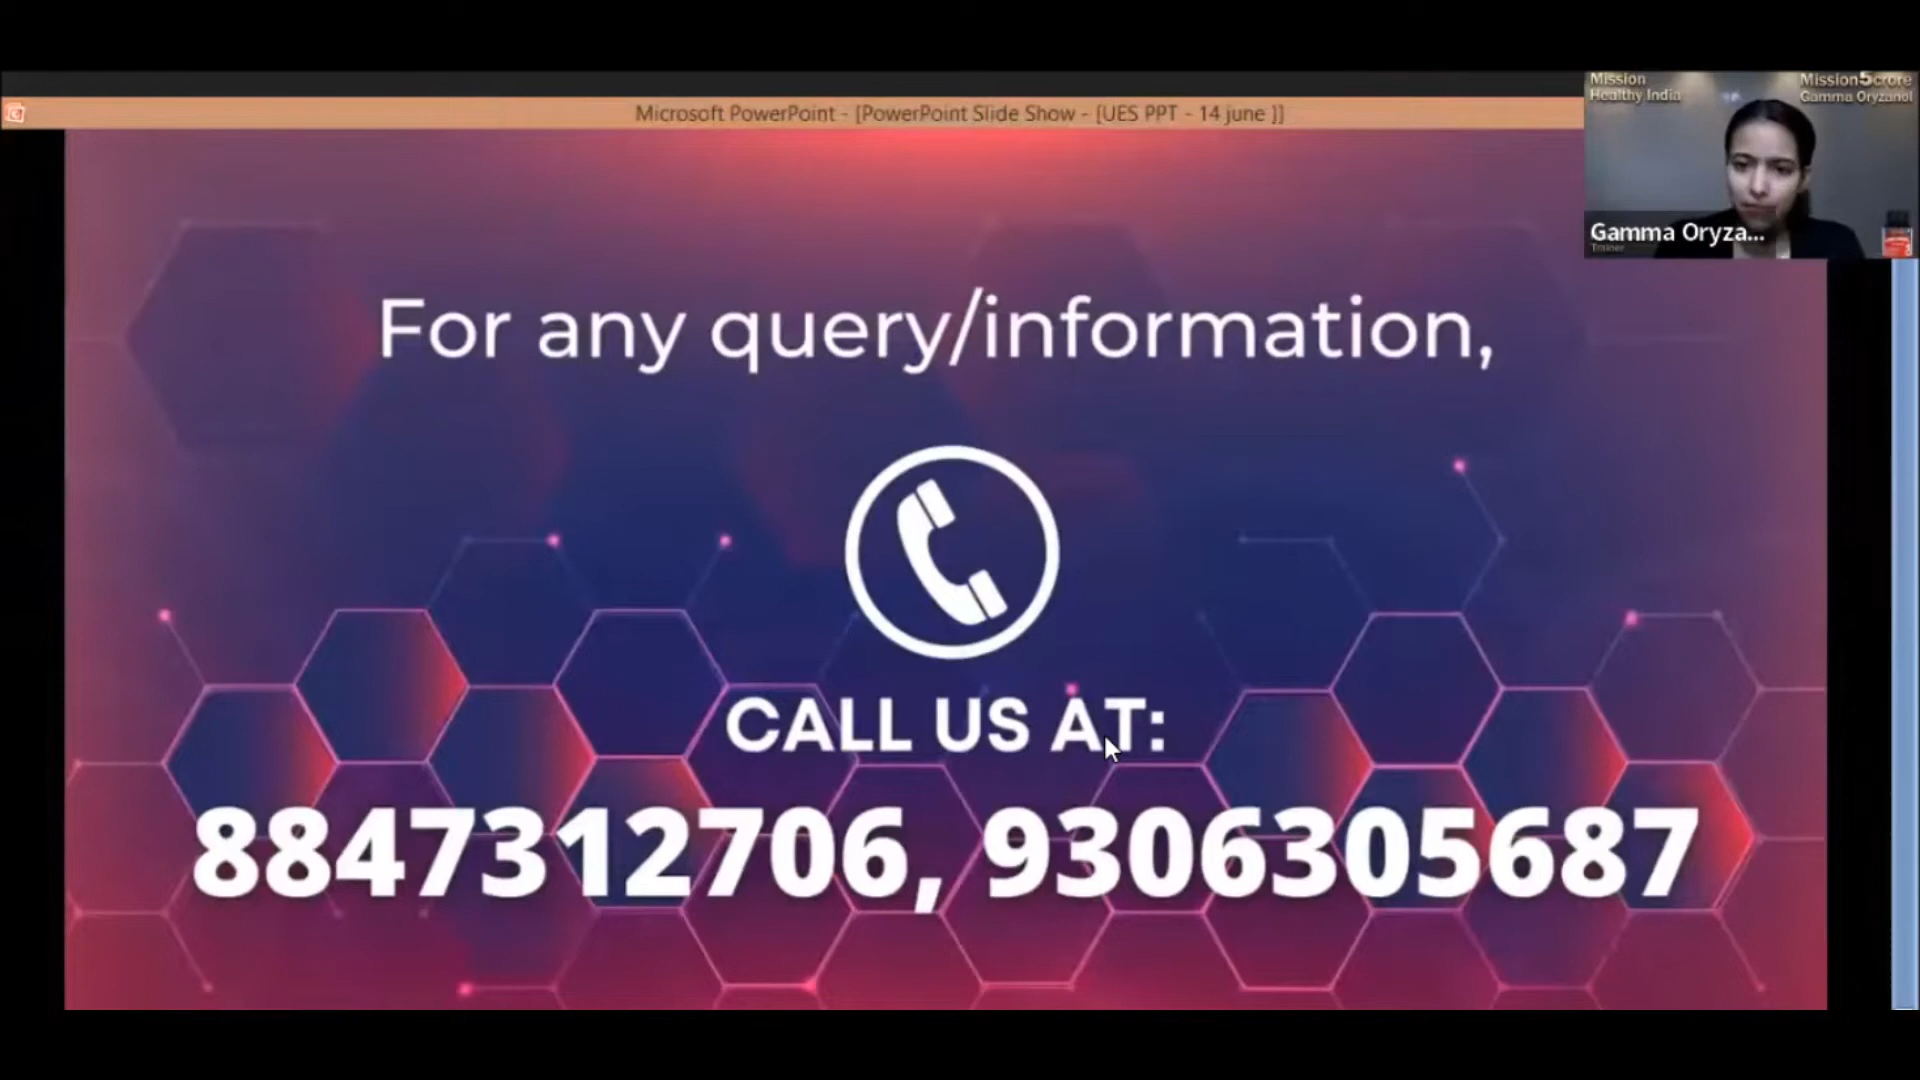 Microsoft PowerPoint - [PowerPoint Slide Show - [UES PPT - 14 june ]]
Mission
Healthy India
Mission5crore
Gamma Oryzanol
Gamma Oryza...
Trainer
For any query/information,
CALL US AT:
8847312706, 9306305687